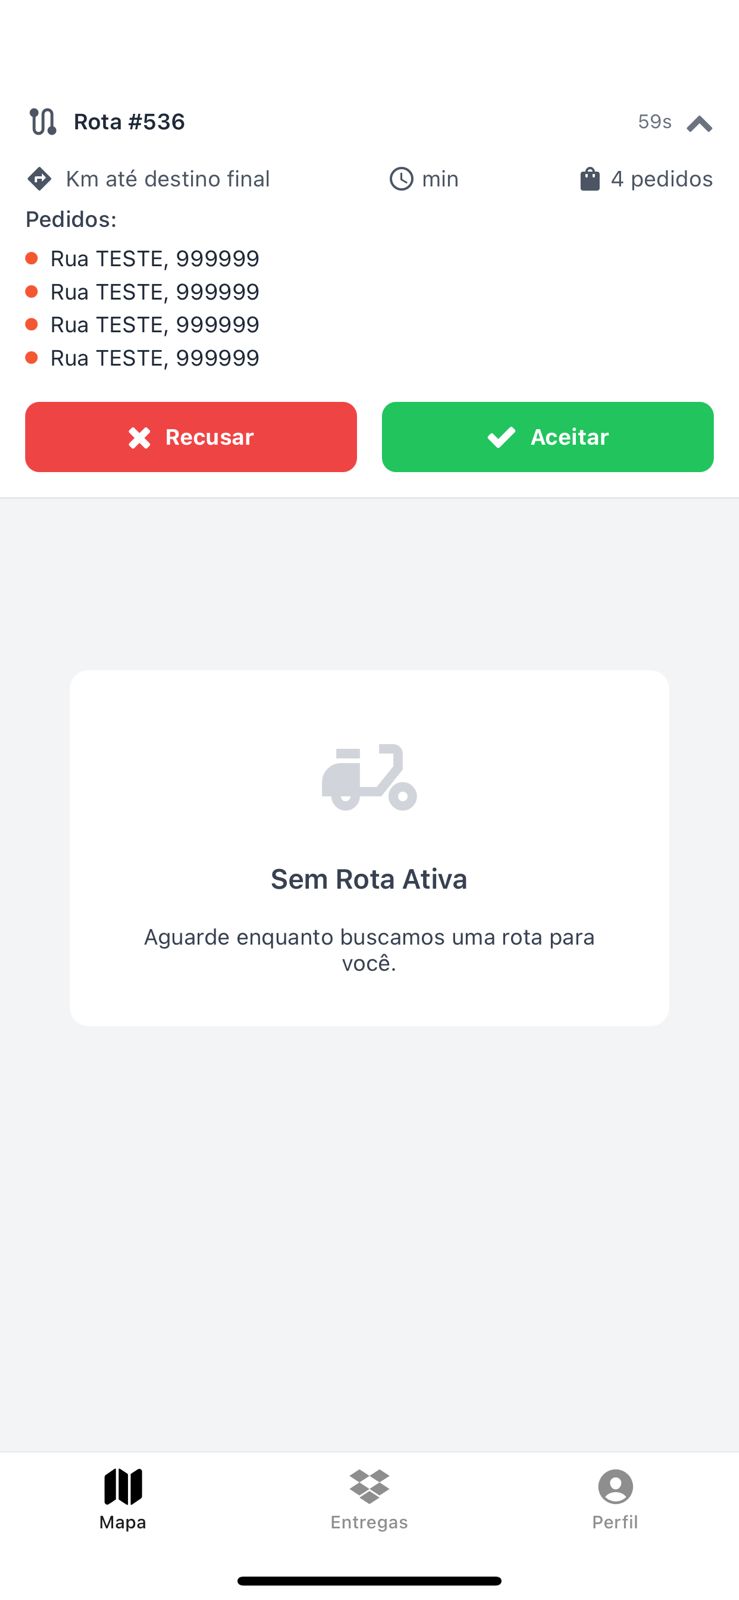 Rota #536
59s
Km até destino final
min
4 pedidos
Pedidos:
Rua TESTE, 999999
Rua TESTE, 999999
Rua TESTE, 999999
Rua TESTE, 999999
Recusar
Aceitar
Sem Rota Ativa
Aguarde enquanto buscamos uma rota para
você.
Mapa
Entregas
Perfil